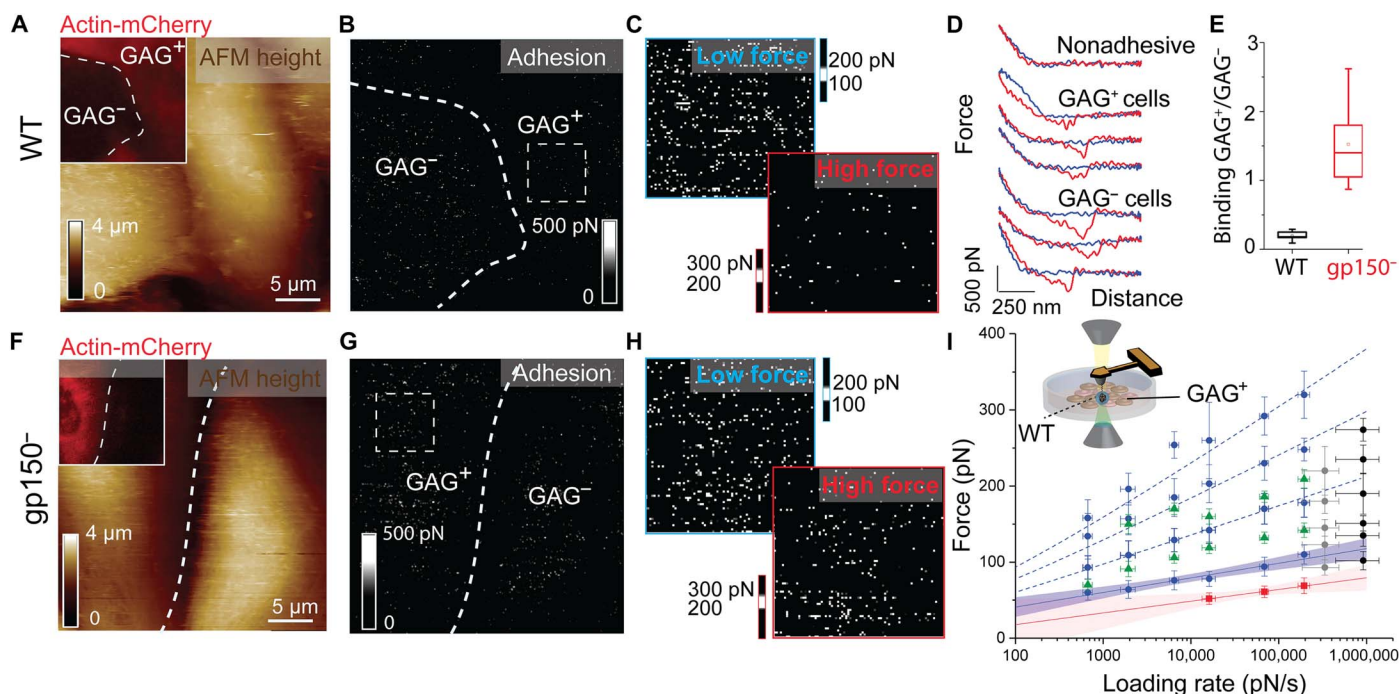 A
Actin-mCherry
GAG⁺
GAG⁻
AFM height
WT
4 µm
0
5 µm
B
Adhesion
GAG⁻
GAG⁺
500 pN
0
C
Low force
200 pN
100
High force
300 pN
200
D
Nonadhesive
GAG⁺ cells
GAG⁻ cells
Force
500 pN
250 nm
Distance
E
Binding GAG⁺/GAG⁻
3
2
1
0
WT
gp150⁻
F
Actin-mCherry
AFM height
gp150⁻
4 µm
0
5 µm
G
Adhesion
GAG⁺
GAG⁻
500 pN
0
H
Low force
200 pN
100
High force
300 pN
200
I
GAG⁺
WT
Force (pN)
400
300
200
100
0
100
1000
10,000
100,000
1,000,000
Loading rate (pN/s)